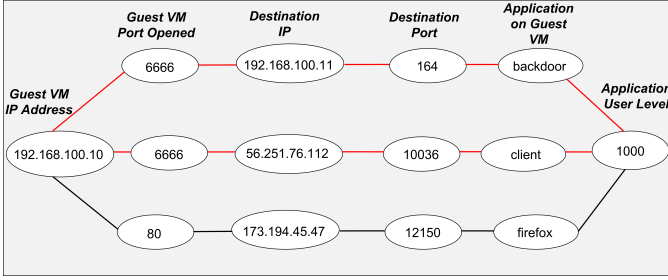 Guest VM
Port Opened
Destination
IP
Destination
Port
Application
on Guest
VM
6666
192.168.100.11
164
backdoor
Guest VM
IP Address
Application
User Level
192.168.100.10
6666
56.251.76.112
10036
client
1000
80
173.194.45.47
12150
firefox